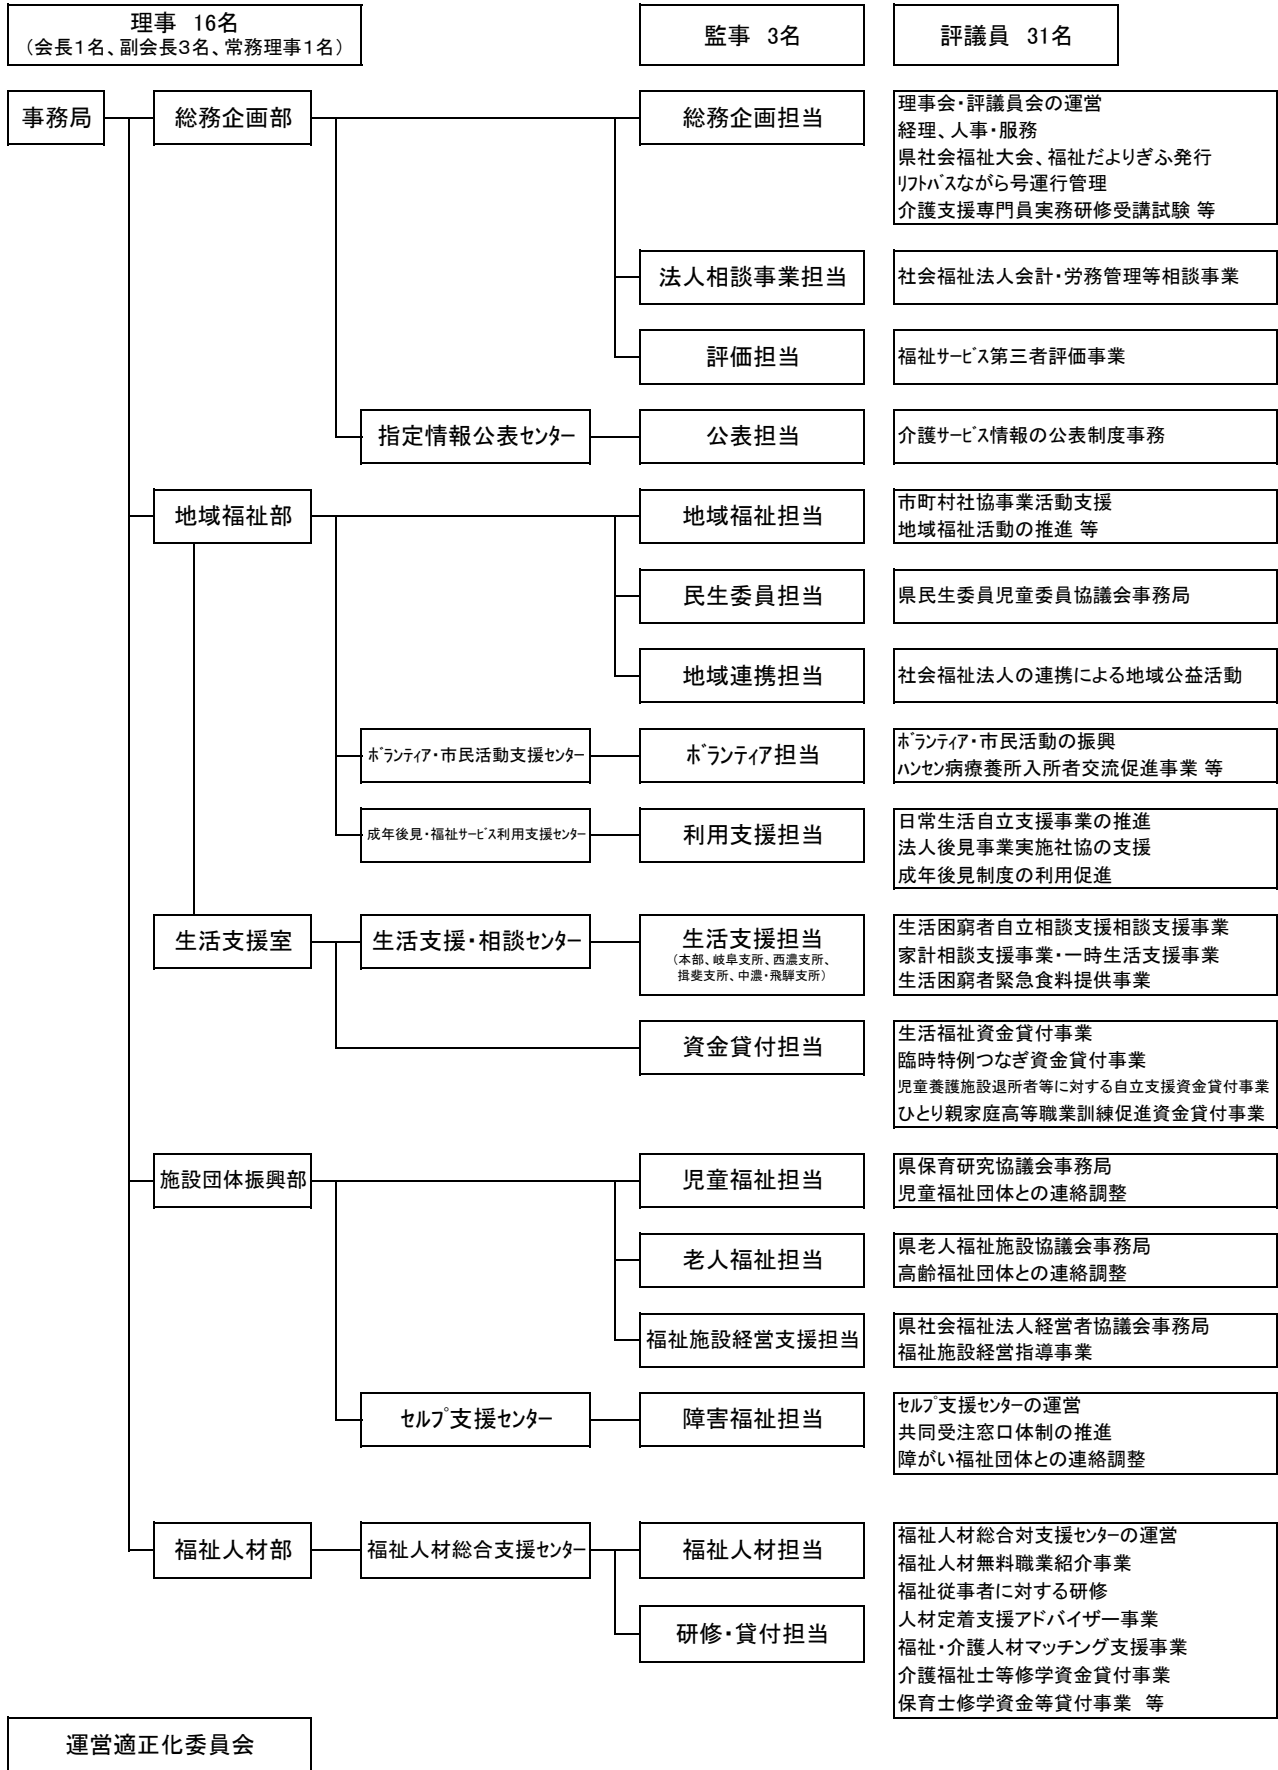 理事 16名
（会長１名、副会長３名、常務理事１名）
監事 3名
評議員 31名
事務局
総務企画部
総務企画担当
理事会・評議員会の運営
経理、人事・服務
県社会福祉大会、福祉だよりぎふ発行
ﾘﾌﾄﾊﾞｽながら号運行管理
介護支援専門員実務研修受講試験 等
法人相談事業担当
社会福祉法人会計・労務管理等相談事業
評価担当
福祉ｻｰﾋﾞｽ第三者評価事業
指定情報公表ｾﾝﾀｰ
公表担当
介護ｻｰﾋﾞｽ情報の公表制度事務
地域福祉部
地域福祉担当
市町村社協事業活動支援
地域福祉活動の推進 等
民生委員担当
県民生委員児童委員協議会事務局
地域連携担当
社会福祉法人の連携による地域公益活動
ﾎﾞﾗﾝﾃｨｱ・市民活動支援ｾﾝﾀｰ
ﾎﾞﾗﾝﾃｨｱ担当
ﾎﾞﾗﾝﾃｨｱ・市民活動の振興
ﾊﾝｾﾝ病療養所入所者交流促進事業 等
成年後見・福祉ｻｰﾋﾞｽ利用支援ｾﾝﾀｰ
利用支援担当
日常生活自立支援事業の推進
法人後見事業実施社協の支援
成年後見制度の利用促進
生活支援室
生活支援・相談ｾﾝﾀｰ
生活支援担当
（本部、岐阜支所、西濃支所、
揖斐支所、中濃・飛騨支所）
生活困窮者自立相談支援相談支援事業
家計相談支援事業・一時生活支援事業
生活困窮者緊急食料提供事業
資金貸付担当
生活福祉資金貸付事業
臨時特例つなぎ資金貸付事業
児童養護施設退所者等に対する自立支援資金貸付事業
ひとり親家庭高等職業訓練促進資金貸付事業
施設団体振興部
児童福祉担当
県保育研究協議会事務局
児童福祉団体との連絡調整
老人福祉担当
県老人福祉施設協議会事務局
高齢福祉団体との連絡調整
福祉施設経営支援担当
県社会福祉法人経営者協議会事務局
福祉施設経営指導事業
ｾﾙﾌﾟ支援ｾﾝﾀｰ
障害福祉担当
ｾﾙﾌﾟ支援ｾﾝﾀｰの運営
共同受注窓口体制の推進
障がい福祉団体との連絡調整
福祉人材部
福祉人材総合支援ｾﾝﾀｰ
福祉人材担当
福祉人材総合対支援ｾﾝﾀｰの運営
福祉人材無料職業紹介事業
福祉従事者に対する研修
人材定着支援アドバイザー事業
福祉・介護人材マッチング支援事業
介護福祉士等修学資金貸付事業
保育士修学資金等貸付事業 等
研修・貸付担当
運営適正化委員会